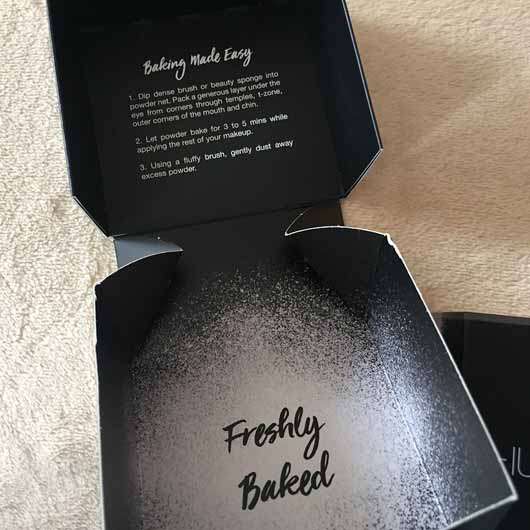 Baking Made Easy
1. Dip dense brush or beauty sponge into
powder net. Pack a generous layer under the
eye from corners through temples, t-zone,
outer corners of the mouth and chin.
2. Let powder bake for 3 to 5 mins while
applying the rest of your makeup.
3. Using a fluffy brush, gently dust away
excess powder.
Freshly
Baked